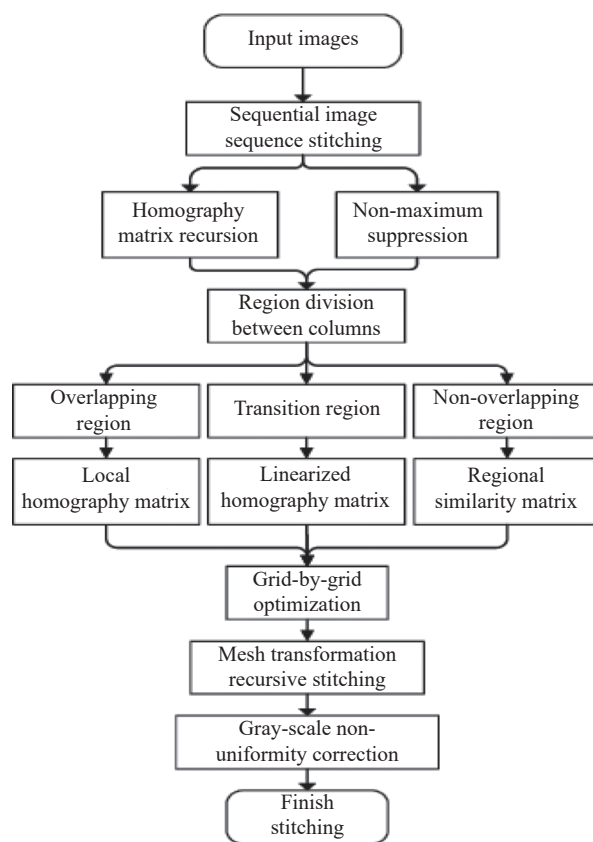 Input images
Sequential image
sequence stitching
Homography
matrix recursion
Non-maximum
suppression
Region division
between columns
Overlapping
region
Transition region
Non-overlapping
region
Local
homography matrix
Linearized
homography matrix
Regional
similarity matrix
Grid-by-grid
optimization
Mesh transformation
recursive stitching
Gray-scale non-
uniformity correction
Finish
stitching